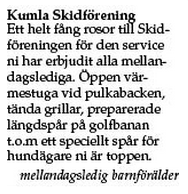 Kumla Skidförening
Ett helt fång rosor till Skid-
föreningen för den service
ni har erbjudit alla mellan-
dagslediga. Öppen vär-
mestuga vid pulkabacken,
tända grillar, preparerade
längdspår på golfbanan
t.o.m ett speciellt spår för
hundägare ni är toppen.
mellandagsledig barnförälder